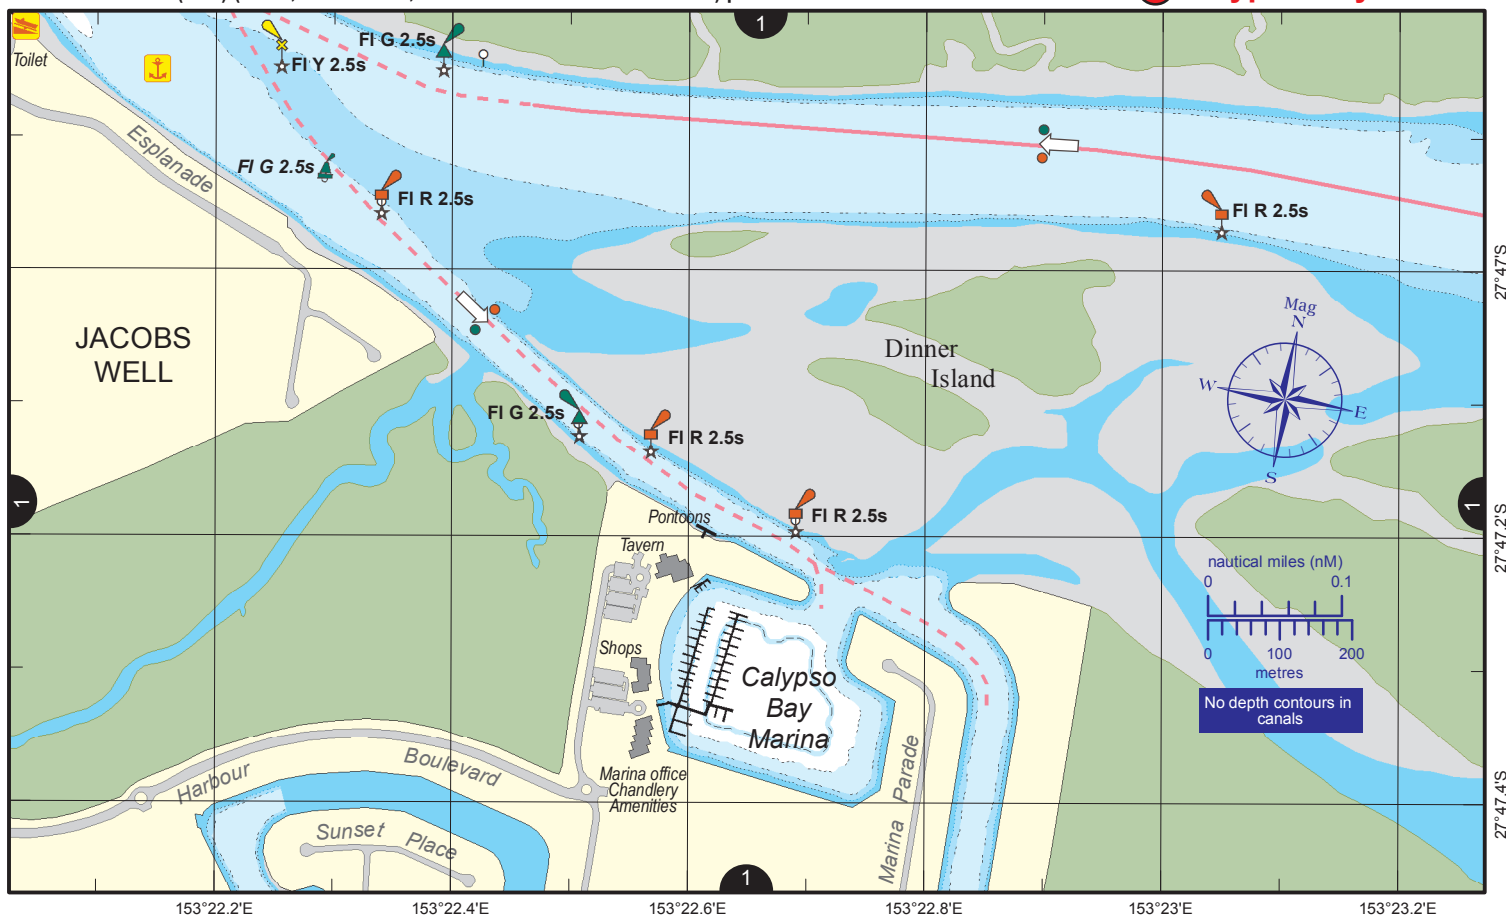 1
Toilet
Fl Y 2.5s
Fl G 2.5s
Esplanade
Fl G 2.5s
Fl R 2.5s
Fl R 2.5s
27°47'S
JACOBS
WELL
Dinner
Island
Mag
N
W
E
S
Fl G 2.5s
Fl R 2.5s
1
1
Pontoons
Fl R 2.5s
27°47.2'S
Tavern
nautical miles (nM)
0
0.1
0
100
200
metres
No depth contours in
canals
Shops
Calypso
Bay
Marina
Marina office
Chandlery
Amenities
Harbour
Boulevard
Marina Parade
27°47.4'S
Sunset Place
1
153°22.2'E
153°22.4'E
153°22.6'E
153°22.8'E
153°23'E
153°23.2'E